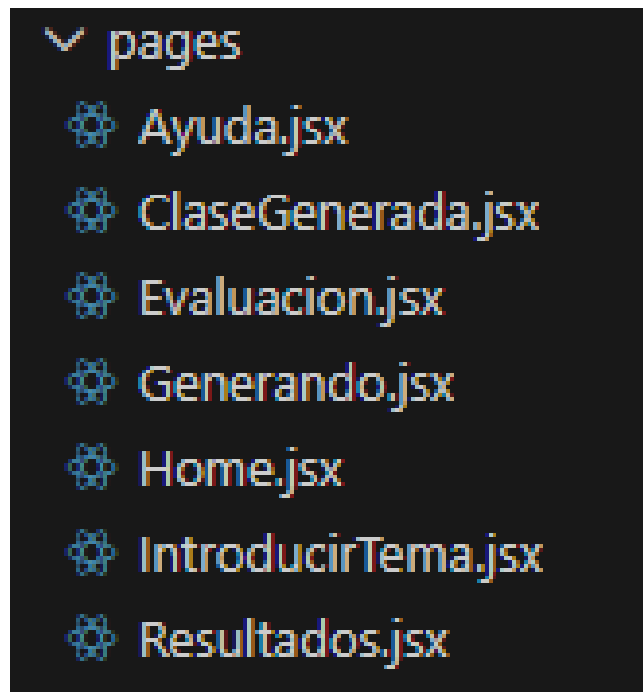 pages
Ayuda.jsx
ClaseGenerada.jsx
Evaluacion.jsx
Generando.jsx
Home.jsx
IntroducirTema.jsx
Resultados.jsx